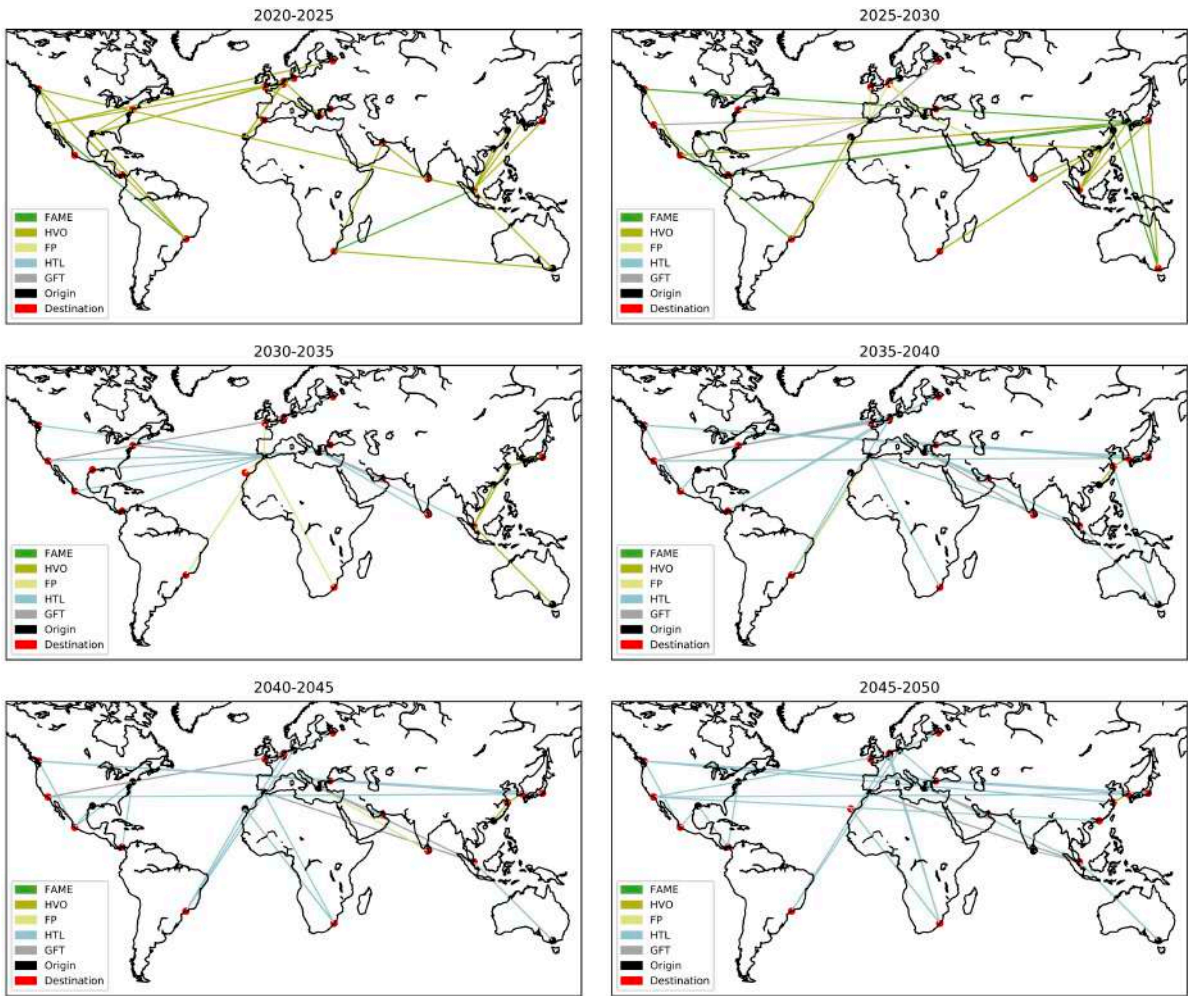 2020-2025
FAME
HVO
FP
HTL
GFT
Origin
Destination
2025-2030
FAME
HVO
FP
HTL
GFT
Origin
Destination
2030-2035
FAME
HVO
FP
HTL
GFT
Origin
Destination
2035-2040
FAME
HVO
FP
HTL
GFT
Origin
Destination
2040-2045
FAME
HVO
FP
HTL
GFT
Origin
Destination
2045-2050
FAME
HVO
FP
HTL
GFT
Origin
Destination